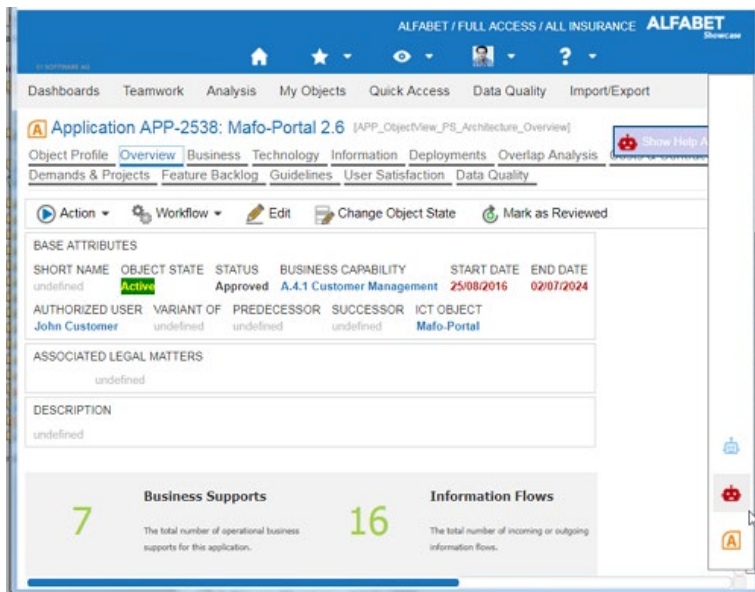 ALFABET / FULL ACCESS / ALL INSURANCE ALFABET
Showcase
SOFTWARE AG
?
Dashboards Teamwork Analysis My Objects Quick Access Data Quality Import/Export
A Application APP-2538: Mafo-Portal 2.6 [APP_ObjectView_PS_Architecture_Overview]
Show Help A
Object Profile Overview Business Technology Information Deployments Overlap Analysis Costs & Contrac
Demands & Projects Feature Backlog Guidelines User Satisfaction Data Quality
Action Workflow Edit Change Object State Mark as Reviewed
BASE ATTRIBUTES
SHORT NAME OBJECT STATE STATUS BUSINESS CAPABILITY START DATE END DATE
undefined Active Approved A.4.1 Customer Management 25/08/2016 02/07/2024
AUTHORIZED USER VARIANT OF PREDECESSOR SUCCESSOR ICT OBJECT
John Customer undefined undefined undefined Mafo-Portal
ASSOCIATED LEGAL MATTERS
undefined
DESCRIPTION
undefined
7
Business Supports
The total number of operational business
supports for this application.
16
Information Flows
The total number of incoming or outgoing
information flows.
A